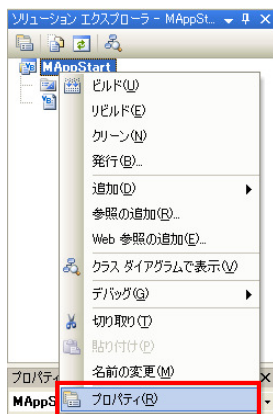 ソリューション エクスプローラ - MAppSt...
MAppStart
ビルド(U)
リビルド(E)
クリーン(N)
発行(B)...
追加(D)
参照の追加(R)...
Web 参照の追加(E)...
クラス ダイアグラムで表示(V)
デバッグ(G)
切り取り(T)
貼り付け(P)
名前の変更(M)
プロパティ
プロパティ(R)
MAppS